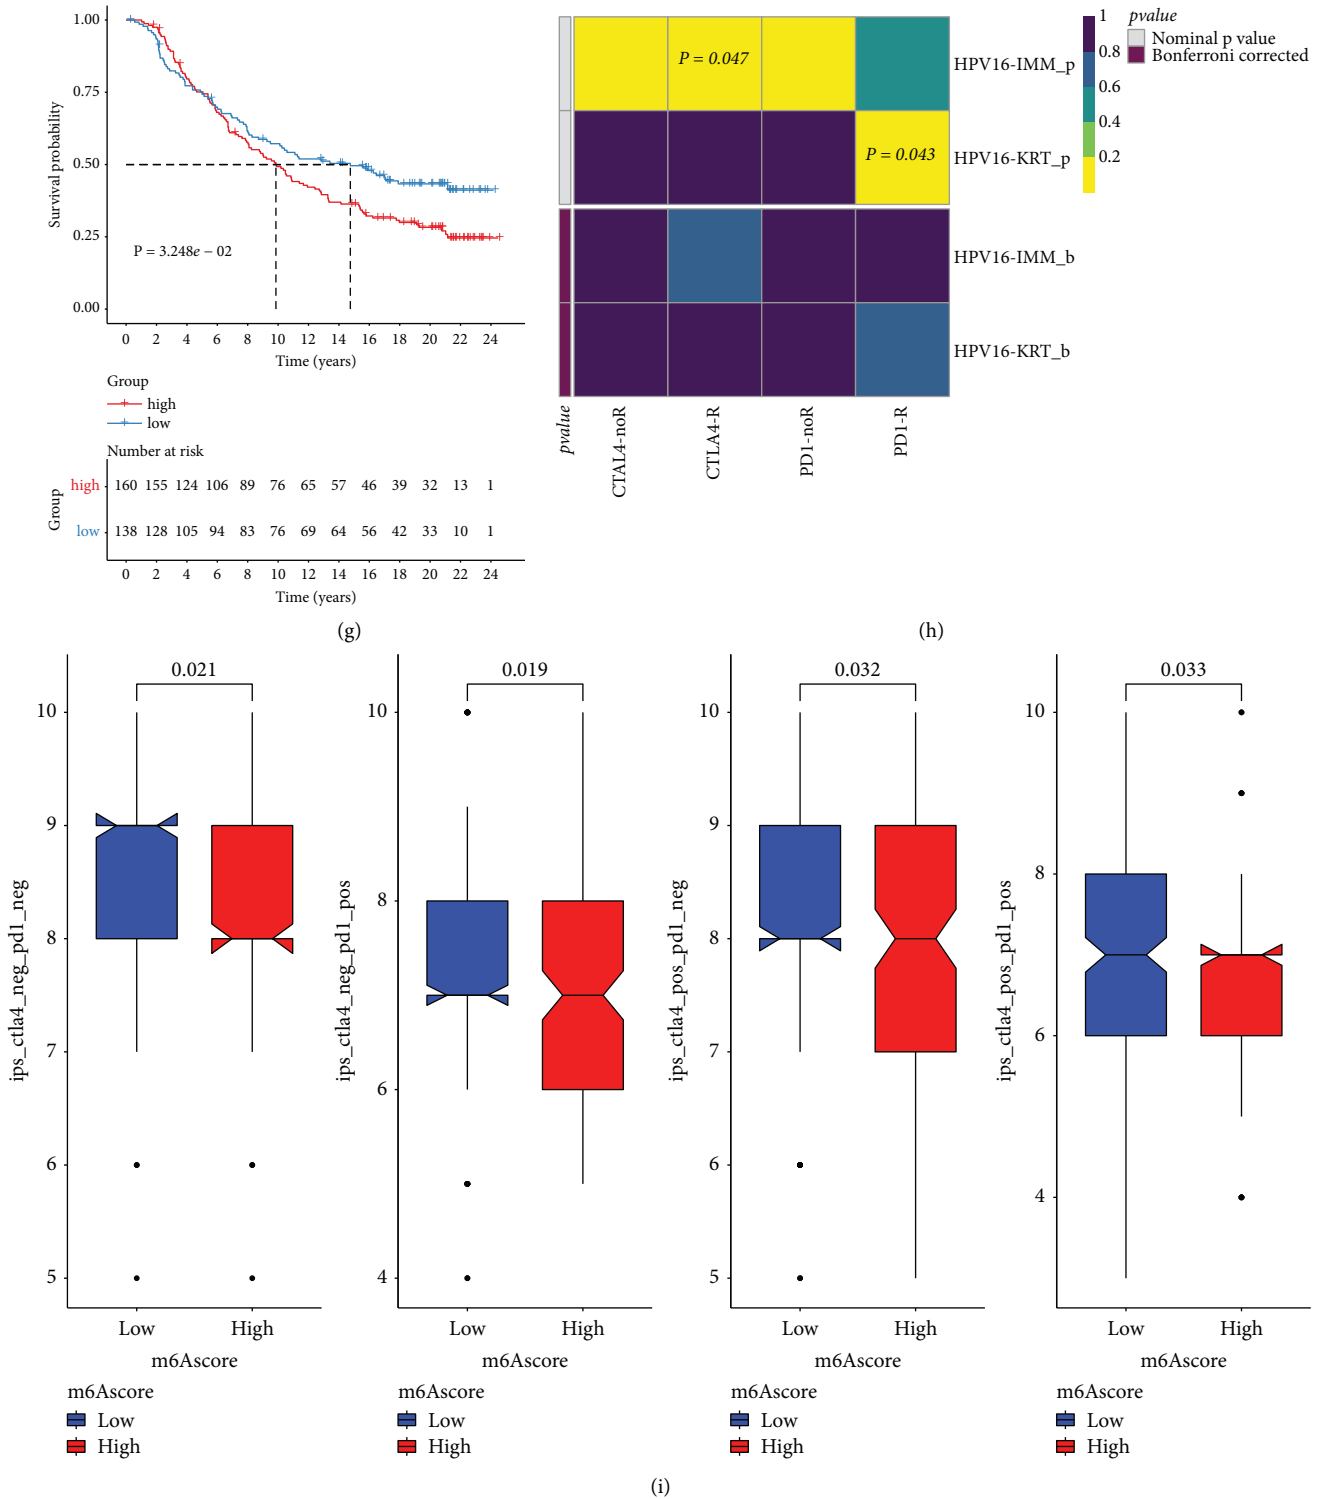 1.00
0.75
0.50
0.25
0.00
Survival probability
P = 3.248e − 02
0 2 4 6 8 10 12 14 16 18 20 22 24
Time (years)
Group
high
low
Number at risk
Group
high 160 155 124 106 89 76 65 57 46 39 32 13 1
low 138 128 105 94 83 76 69 64 56 42 33 10 1
0 2 4 6 8 10 12 14 16 18 20 22 24
Time (years)
(g)
P = 0.047
P = 0.043
HPV16-IMM_p
HPV16-KRT_p
HPV16-IMM_b
HPV16-KRT_b
pvalue
CTAL4-noR
CTLA4-R
PD1-noR
PD1-R
1
0.8
0.6
0.4
0.2
pvalue
Nominal p value
Bonferroni corrected
(h)
0.021
10
9
8
7
6
5
ips_ctla4_neg_pd1_neg
Low High
m6Ascore
m6Ascore
Low
High
0.019
10
8
6
4
ips_ctla4_neg_pd1_pos
Low High
m6Ascore
m6Ascore
Low
High
0.032
10
9
8
7
6
5
ips_ctla4_pos_pd1_neg
Low High
m6Ascore
m6Ascore
Low
High
0.033
10
8
6
4
ips_ctla4_pos_pd1_pos
Low High
m6Ascore
m6Ascore
Low
High
(i)